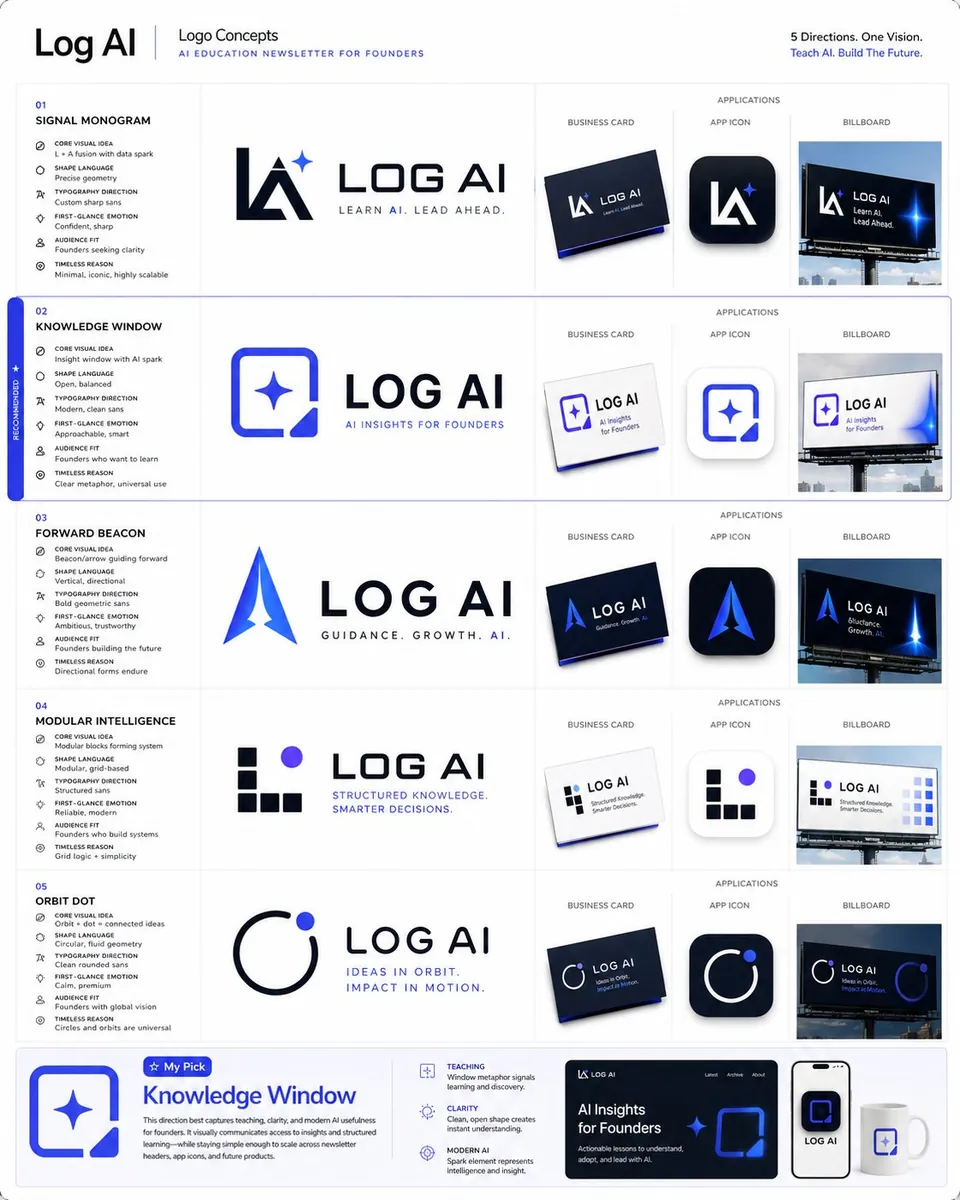 Log AI
Logo Concepts
AI EDUCATION NEWSLETTER FOR FOUNDERS
5 Directions. One Vision.
Teach AI. Build The Future.
01
SIGNAL MONOGRAM
CORE VISUAL IDEA
L + A fusion with data spark
SHAPE LANGUAGE
Precise geometry
TYPOGRAPHY DIRECTION
Custom sharp sans
FIRST-GLANCE EMOTION
Confident, sharp
AUDIENCE FIT
Founders seeking clarity
TIMELESS REASON
Minimal, iconic, highly scalable
LA
LOG AI
LEARN AI. LEAD AHEAD.
APPLICATIONS
BUSINESS CARD
APP ICON
BILLBOARD
LA LOG AI
Learn AI. Lead Ahead.
LA
LA LOG AI
Learn AI.
Lead Ahead.
RECOMMENDED
02
KNOWLEDGE WINDOW
CORE VISUAL IDEA
Insight window with AI spark
SHAPE LANGUAGE
Open, balanced
TYPOGRAPHY DIRECTION
Modern, clean sans
FIRST-GLANCE EMOTION
Approachable, smart
AUDIENCE FIT
Founders who want to learn
TIMELESS REASON
Clear metaphor, universal use
LOG AI
AI INSIGHTS FOR FOUNDERS
APPLICATIONS
BUSINESS CARD
APP ICON
BILLBOARD
LOG AI
AI Insights
for Founders
LOG AI
AI Insights
for Founders
03
FORWARD BEACON
CORE VISUAL IDEA
Beacon/arrow guiding forward
SHAPE LANGUAGE
Vertical, directional
TYPOGRAPHY DIRECTION
Bold geometric sans
FIRST-GLANCE EMOTION
Ambitious, trustworthy
AUDIENCE FIT
Founders building the future
TIMELESS REASON
Directional forms endure
LOG AI
GUIDANCE. GROWTH. AI.
APPLICATIONS
BUSINESS CARD
APP ICON
BILLBOARD
LOG AI
Guidance. Growth. AI.
LOG AI
Growth. AI.
04
MODULAR INTELLIGENCE
CORE VISUAL IDEA
Modular blocks forming system
SHAPE LANGUAGE
Modular, grid-based
TYPOGRAPHY DIRECTION
Structured sans
FIRST-GLANCE EMOTION
Reliable, modern
AUDIENCE FIT
Founders who build systems
TIMELESS REASON
Grid logic + simplicity
LOG AI
STRUCTURED KNOWLEDGE.
SMARTER DECISIONS.
APPLICATIONS
BUSINESS CARD
APP ICON
BILLBOARD
LOG AI
Structured Knowledge.
Smarter Decisions.
LOG AI
Structured Knowledge.
Smarter Decisions.
05
ORBIT DOT
CORE VISUAL IDEA
Orbit + dot = connected ideas
SHAPE LANGUAGE
Circular, fluid geometry
TYPOGRAPHY DIRECTION
Clean rounded sans
FIRST-GLANCE EMOTION
Calm, premium
AUDIENCE FIT
Founders with global vision
TIMELESS REASON
Circles and orbits are universal
LOG AI
IDEAS IN ORBIT.
IMPACT IN MOTION.
APPLICATIONS
BUSINESS CARD
APP ICON
BILLBOARD
LOG AI
Ideas in Orbit.
Impact in Motion.
LOG AI
Ideas in Orbit.
Impact in Motion.
My Pick
Knowledge Window
This direction best captures teaching, clarity, and modern AI usefulness
for founders. It visually communicates access to insights and structured
learning—while staying simple enough to scale across newsletter
headers, app icons, and future products.
TEACHING
Window metaphor signals
learning and discovery.
CLARITY
Clean, open shape creates
instant understanding.
MODERN AI
Spark element represents
intelligence and insight.
LA LOG AI
Latest Archive About
AI Insights
for Founders
Actionable lessons to understand,
adopt, and lead with AI.
LOG AI